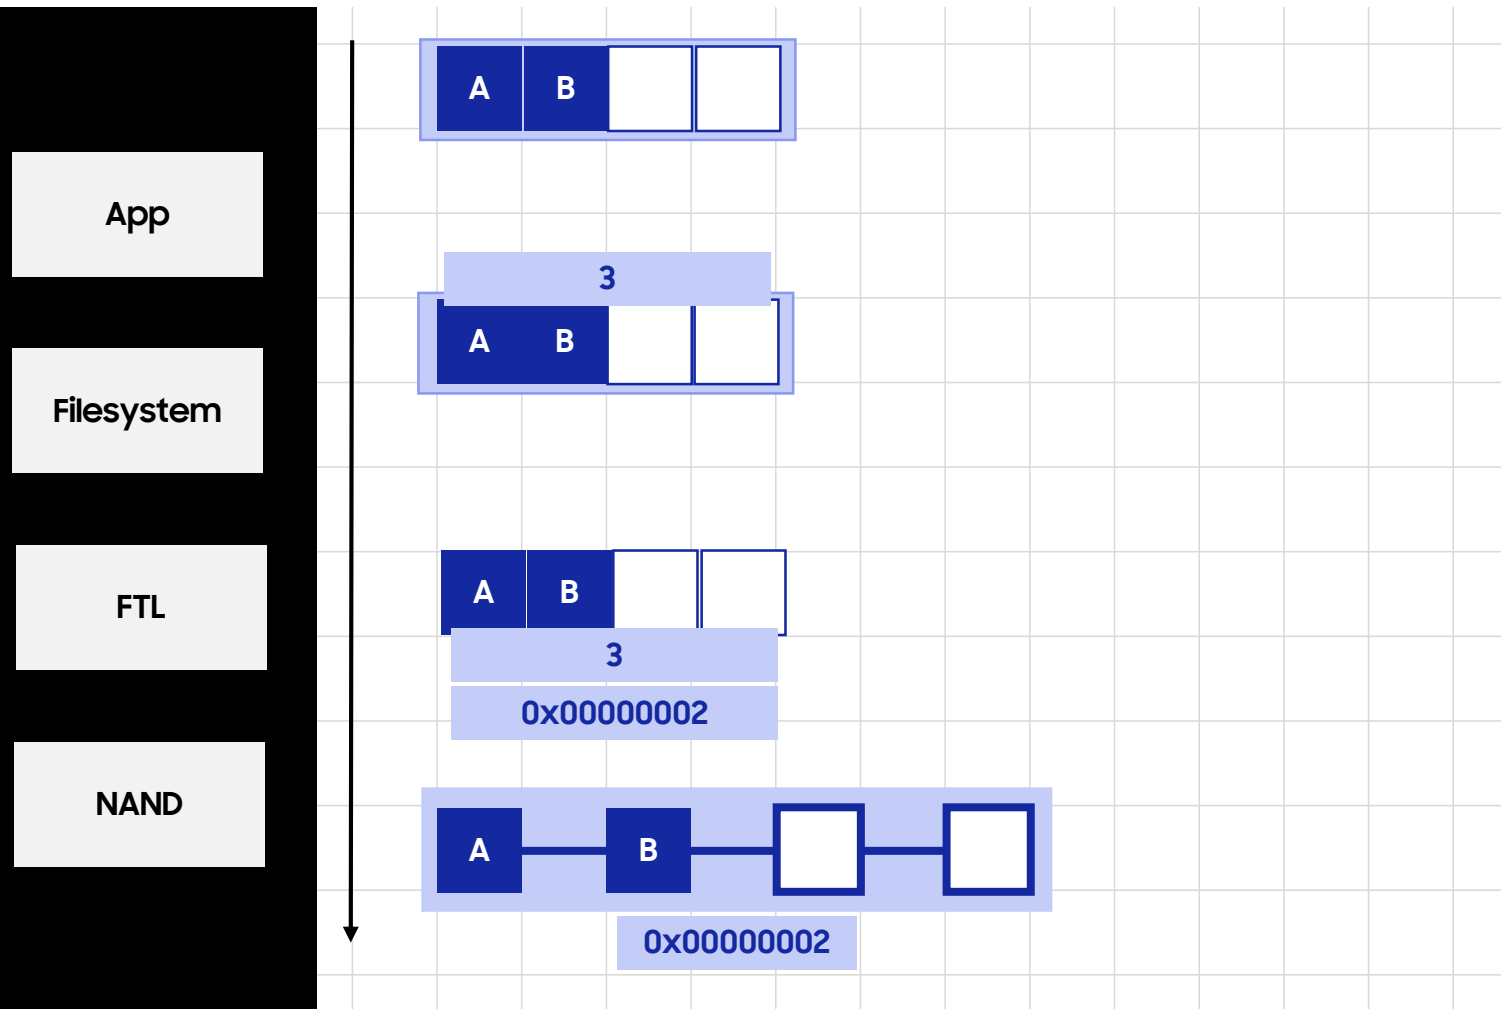 A B
App
3
A B
Filesystem
A B
FTL
3
0x00000002
NAND
A B
0x00000002